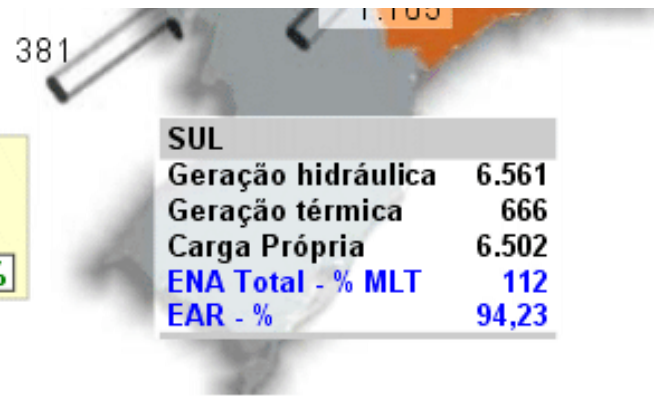 381
SUL
Geração hidráulica 6.561
Geração térmica 666
Carga Própria 6.502
ENA Total - % MLT 112
EAR - % 94,23
%